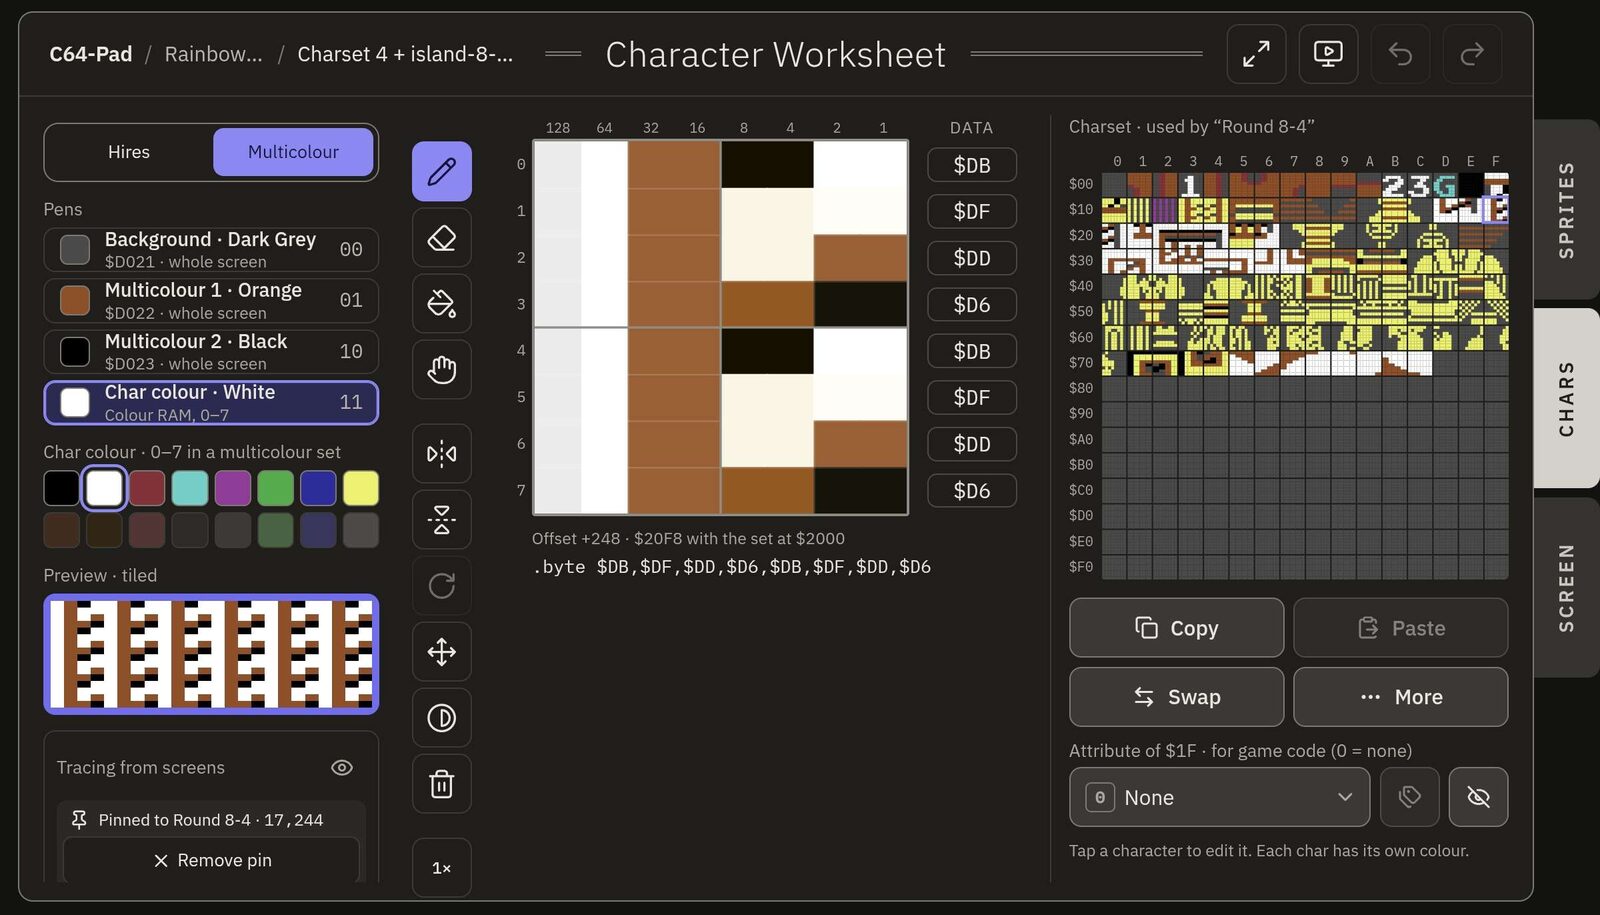 C64-Pad / Rainbow... / Charset 4 + island-8-...
Character Worksheet
Hires
Multicolour
Pens
Background · Dark Grey
$D021 · whole screen
00
Multicolour 1 · Orange
$D022 · whole screen
01
Multicolour 2 · Black
$D023 · whole screen
10
Char colour · White
Colour RAM, 0–7
11
Char colour · 0–7 in a multicolour set
Preview · tiled
Tracing from screens
Pinned to Round 8-4 · 17,244
Remove pin
1×
128 64 32 16 8 4 2 1
DATA
0 $DB
1 $DF
2 $DD
3 $D6
4 $DB
5 $DF
6 $DD
7 $D6
Offset +248 · $20F8 with the set at $2000
.byte $DB,$DF,$DD,$D6,$DB,$DF,$DD,$D6
Charset · used by “Round 8-4”
0 1 2 3 4 5 6 7 8 9 A B C D E F
$00
1 2 3 G
$10
$20
$30
$40
$50
$60
$70
$80
$90
$A0
$B0
$C0
$D0
$E0
$F0
Copy
Paste
Swap
More
Attribute of $1F · for game code (0 = none)
0 None
Tap a character to edit it. Each char has its own colour.
SPRITES
CHARS
SCREEN